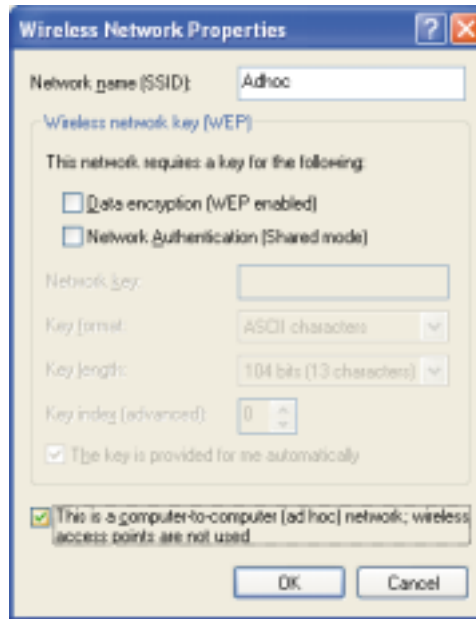 Wireless Network Properties
Network name (SSID): Adhoc
Wireless network key (WEP)
This network requires a key for the following:
Data encryption (WEP enabled)
Network Authentication (Shared mode)
Network key:
Key format: ASCII characters
Key length: 104 bits (13 characters)
Key index (advanced): 0
The key is provided for me automatically
This is a computer-to-computer (ad hoc) network; wireless
access points are not used
OK Cancel